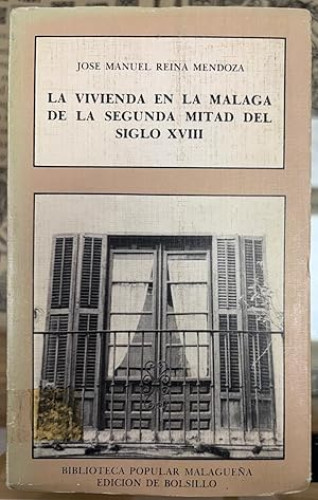 JOSE MANUEL REINA MENDOZA
LA VIVIENDA EN LA MALAGA
DE LA SEGUNDA MITAD DEL
SIGLO XVIII
BIBLIOTECA POPULAR MALAGUEÑA
EDICION DE BOLSILLO